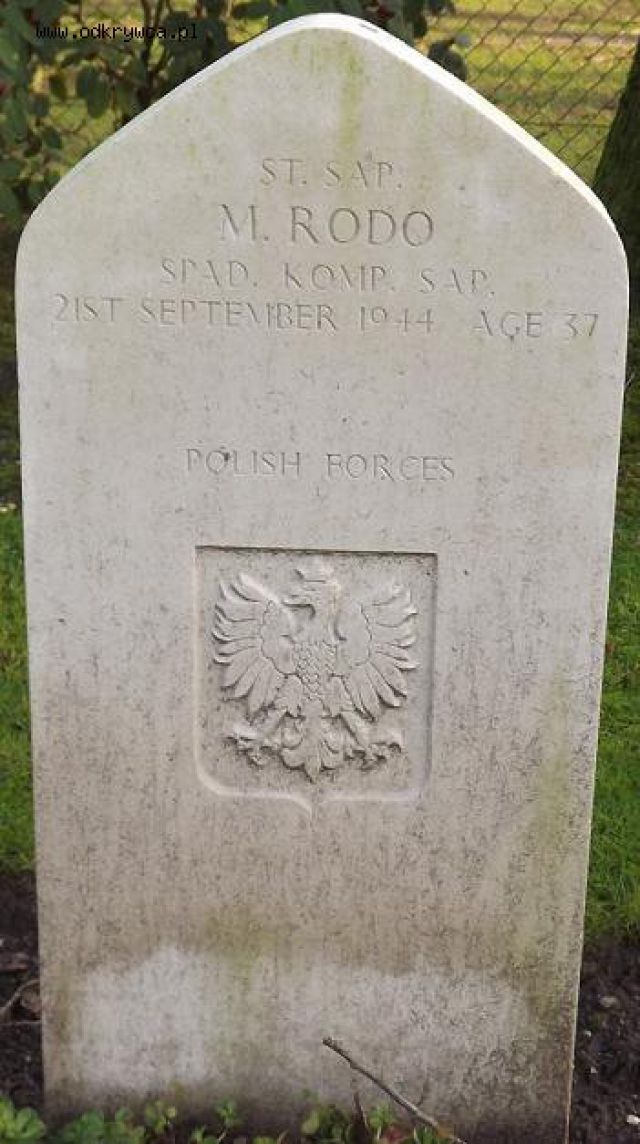 www.odkrywca.pl
ST. SAP.
M. RODO
SPAD. KOMP. SAP.
21ST SEPTEMBER 1944 AGE 37
POLISH FORCES